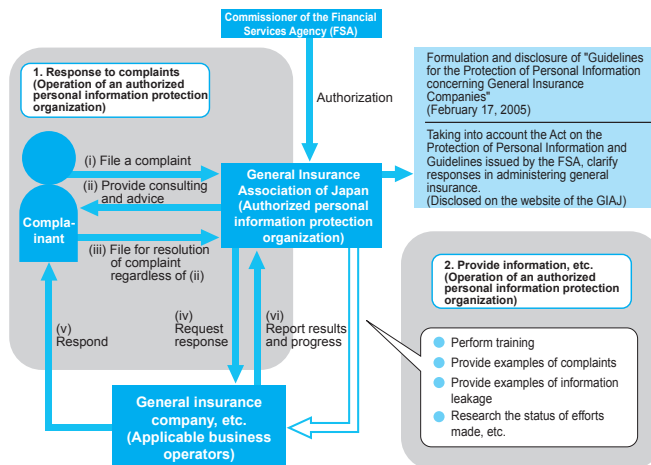 Commissioner of the Financial
Services Agency (FSA)
1. Response to complaints
(Operation of an authorized
personal information protection
organization)
Authorization
Formulation and disclosure of "Guidelines
for the Protection of Personal Information
concerning General Insurance
Companies"
(February 17, 2005)
Taking into account the Act on the
Protection of Personal Information and
Guidelines issued by the FSA, clarify
responses in administering general
insurance.
(Disclosed on the website of the GIAJ)
(i) File a complaint
(ii) Provide consulting
and advice
Compla-
inant
(iii) File for resolution
of complaint
regardless of (ii)
General Insurance
Association of Japan
(Authorized personal
information protection
organization)
2. Provide information, etc.
(Operation of an authorized
personal information protection
organization)
(v)
Respond
(iv)
Request
response
(vi)
Report results
and progress
Perform training
Provide examples of complaints
Provide examples of information
leakage
Research the status of efforts
made, etc.
General insurance
company, etc.
(Applicable business
operators)